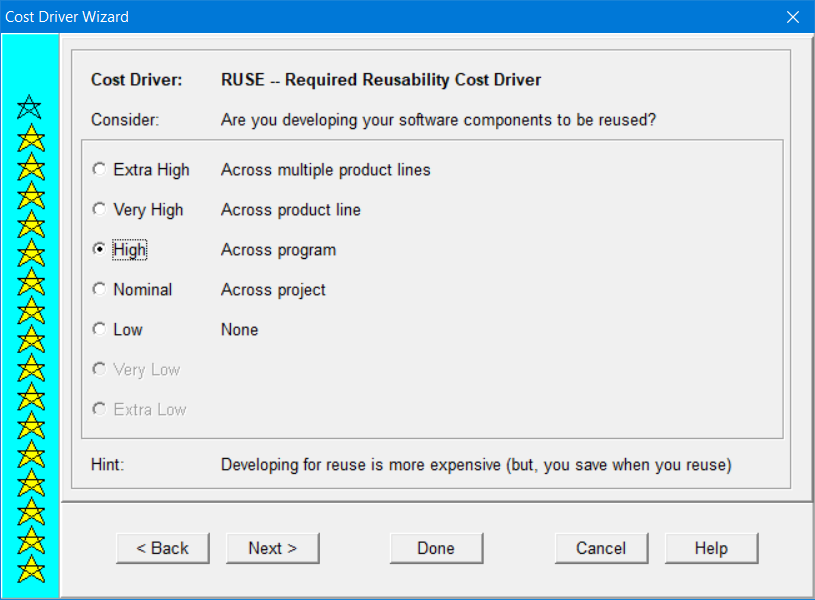 Cost Driver Wizard
Cost Driver: RUSE -- Required Reusability Cost Driver
Consider: Are you developing your software components to be reused?
Extra High Across multiple product lines
Very High Across product line
High Across program
Nominal Across project
Low None
Very Low
Extra Low
Hint: Developing for reuse is more expensive (but, you save when you reuse)
< Back Next > Done Cancel Help